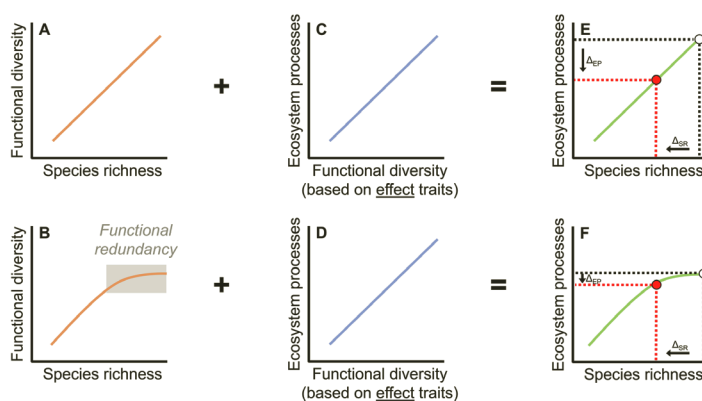 A
Functional diversity
Species richness
+
C
Ecosystem processes
Functional diversity
(based on effect traits)
=
E
Ecosystem processes
ΔEP
ΔSR
Species richness
B
Functional diversity
Functional
redundancy
Species richness
+
D
Ecosystem processes
Functional diversity
(based on effect traits)
=
F
Ecosystem processes
ΔEP
ΔSR
Species richness